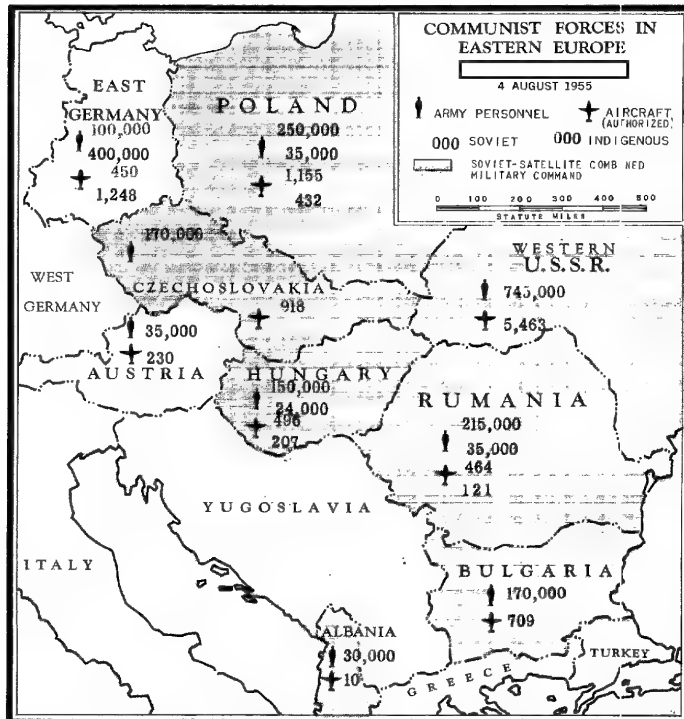 COMMUNIST FORCES IN
EASTERN EUROPE
4 AUGUST 1955
ARMY PERSONNEL
AIRCRAFT
(AUTHORIZED)
000 SOVIET
000 INDIGENOUS
SOVIET-SATELLITE COMB NED
MILITARY COMMAND
0 100 200 300 400 500
STATUTE MILES
EAST
GERMANY
100,000
400,000
450
1,248
POLAND
250,000
35,000
1,155
432
170,000
CZECHOSLOVAKIA
918
WEST
GERMANY
WESTERN
U.S.S.R.
745,000
5,463
35,000
230
AUSTRIA
HUNGARY
150,000
24,000
496
207
RUMANIA
215,000
35,000
464
121
YUGOSLAVIA
ITALY
BULGARIA
170,000
709
ALBANIA
30,000
10
GREECE
TURKEY